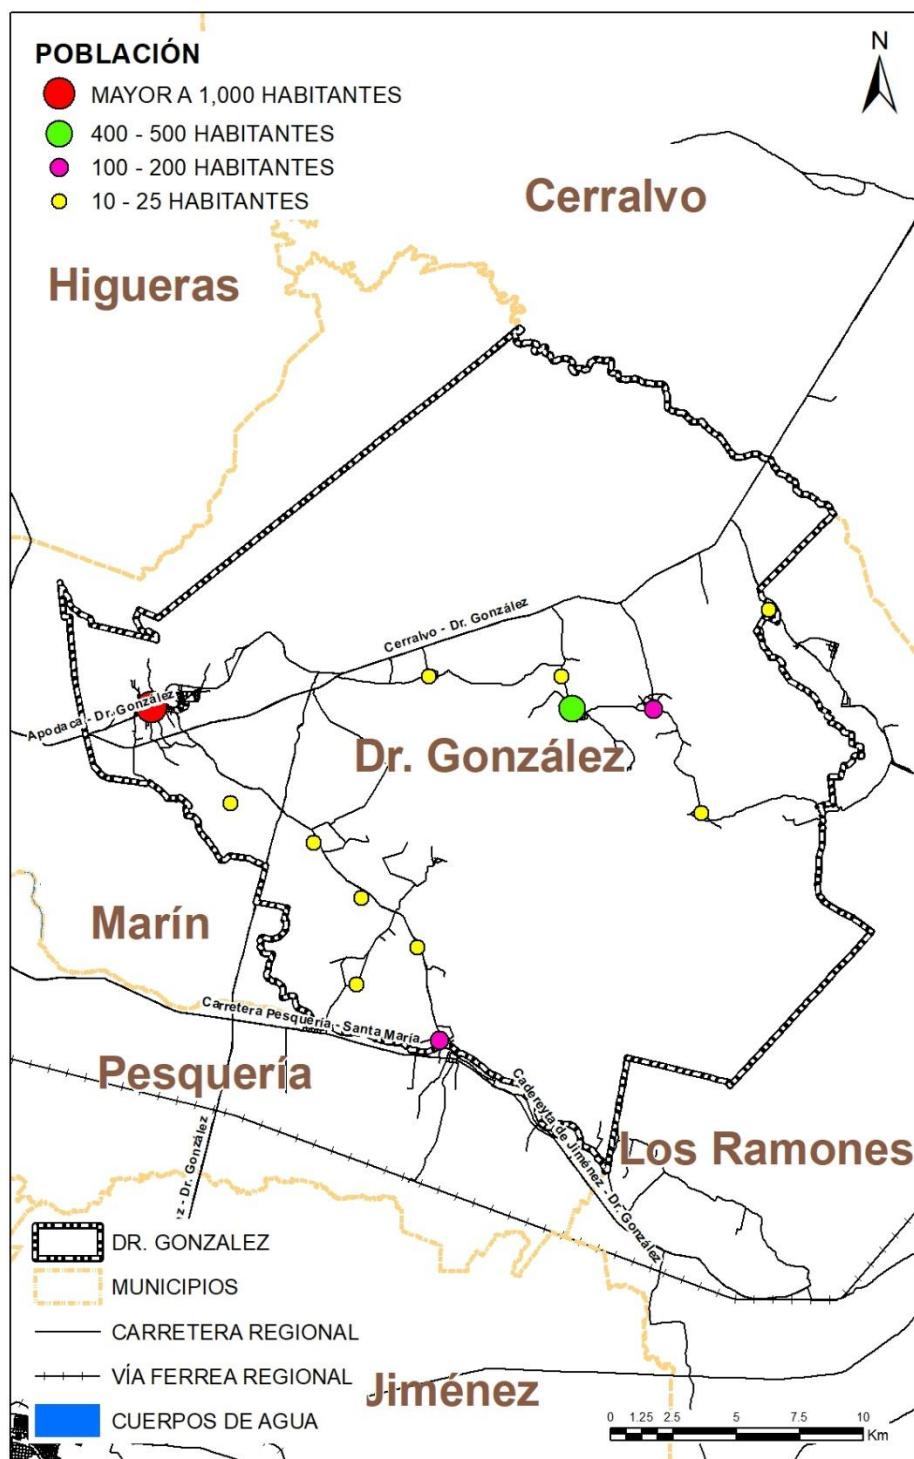 POBLACIÓN
MAYOR A 1,000 HABITANTES
400 - 500 HABITANTES
100 - 200 HABITANTES
10 - 25 HABITANTES
N
Cerralvo
Higueras
Cerralvo - Dr. González
Apodaca - Dr. González
Dr. González
Marín
Carretera Pesquería - Santa María
Pesquería
Cadereyta de Jiménez - Dr. González
Los Ramones
z - Dr. González
DR. GONZALEZ
MUNICIPIOS
CARRETERA REGIONAL
VÍA FERREA REGIONAL
CUERPOS DE AGUA
Jiménez
0 1.25 2.5 5 7.5 10
Km